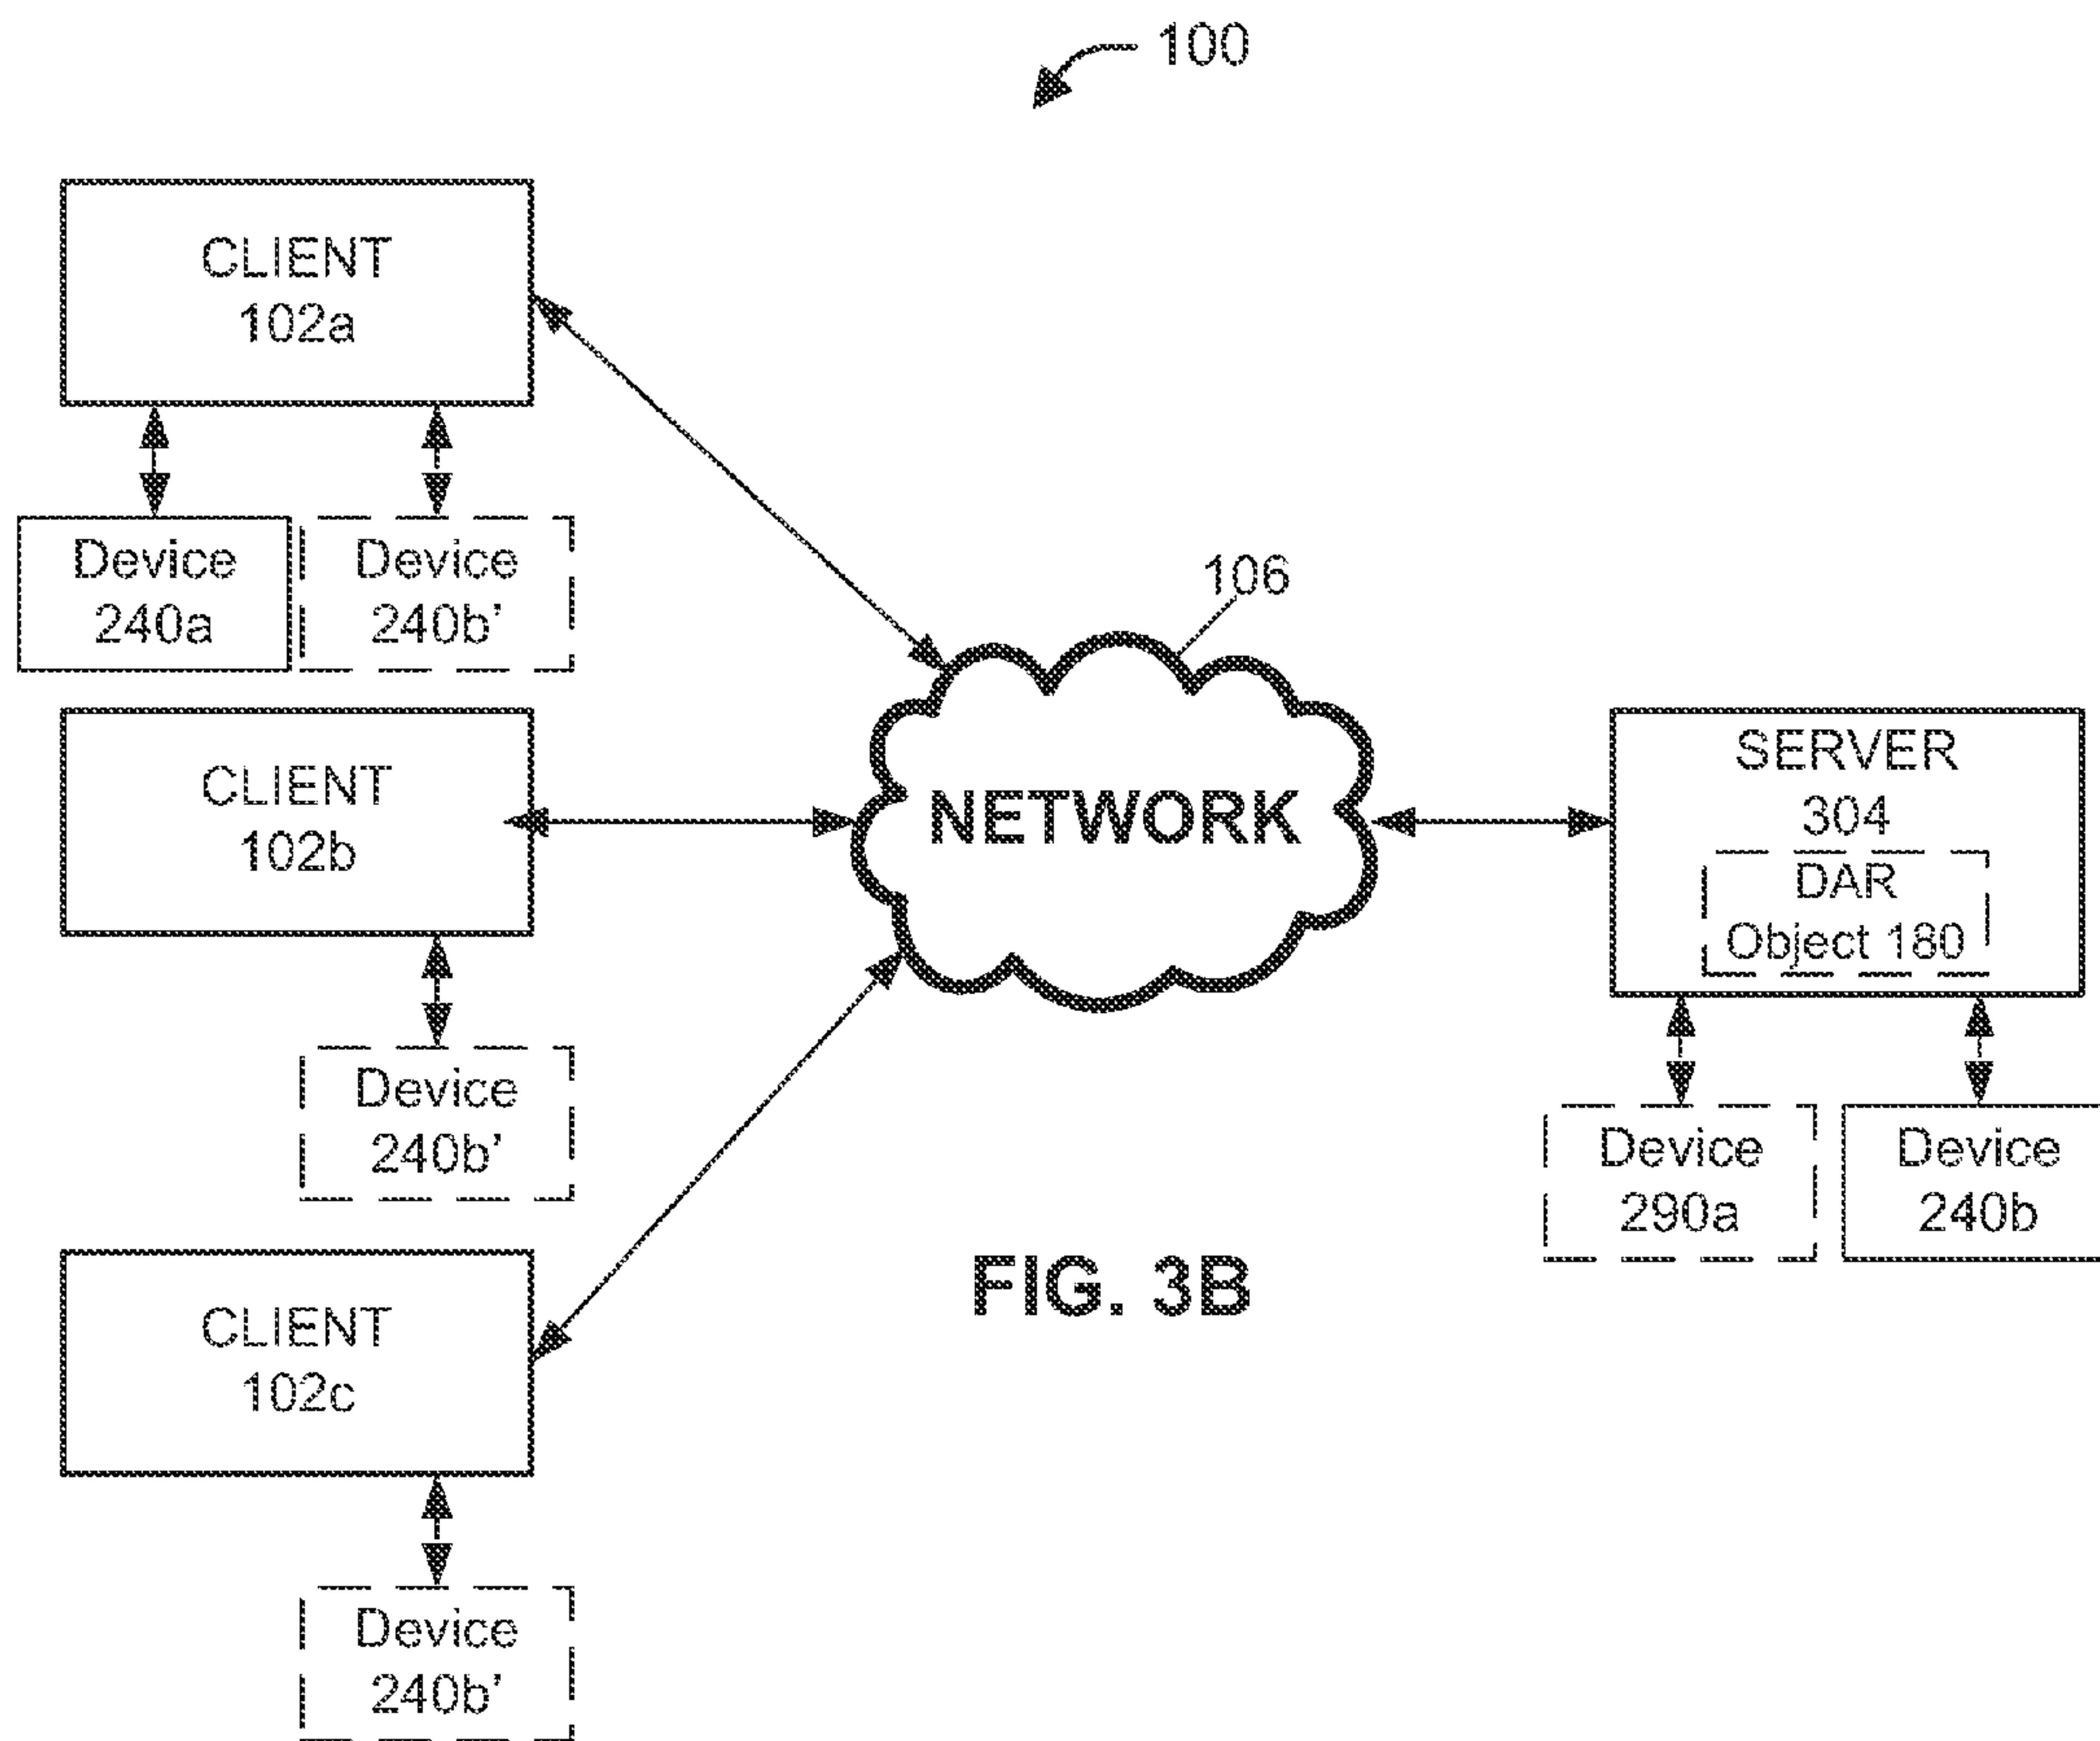 100
CLIENT
102a
Device
240a
Device
240b’
106
CLIENT
102b
NETWORK
SERVER
304
DAR
Object 180
Device
240b’
Device
290a
Device
240b
FIG. 3B
CLIENT
102c
Device
240b’